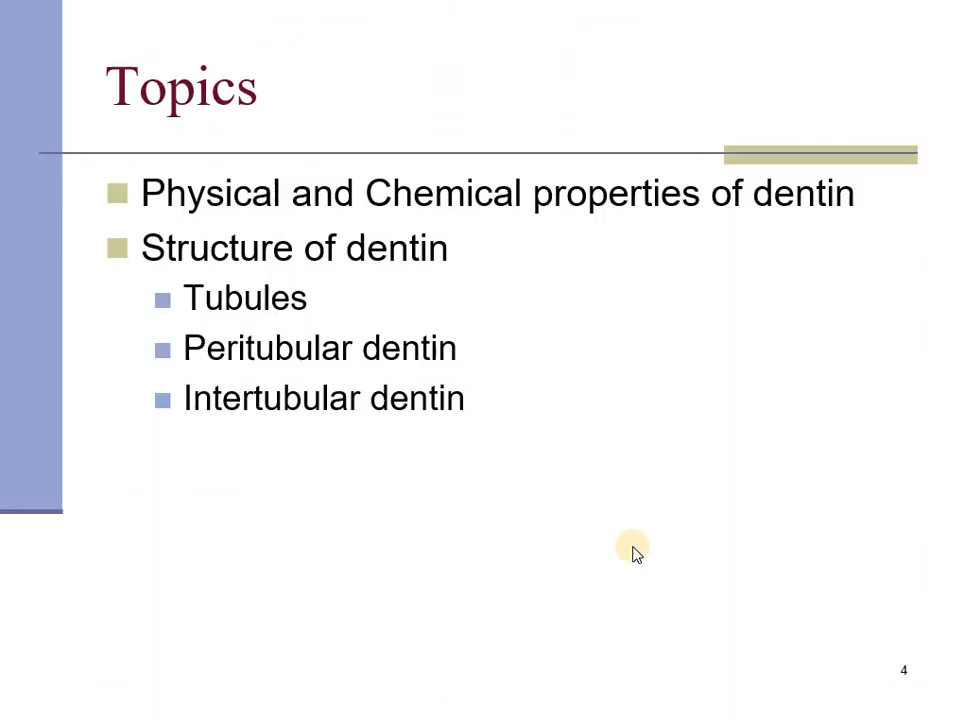 Topics
Physical and Chemical properties of dentin
Structure of dentin
Tubules
Peritubular dentin
Intertubular dentin
4